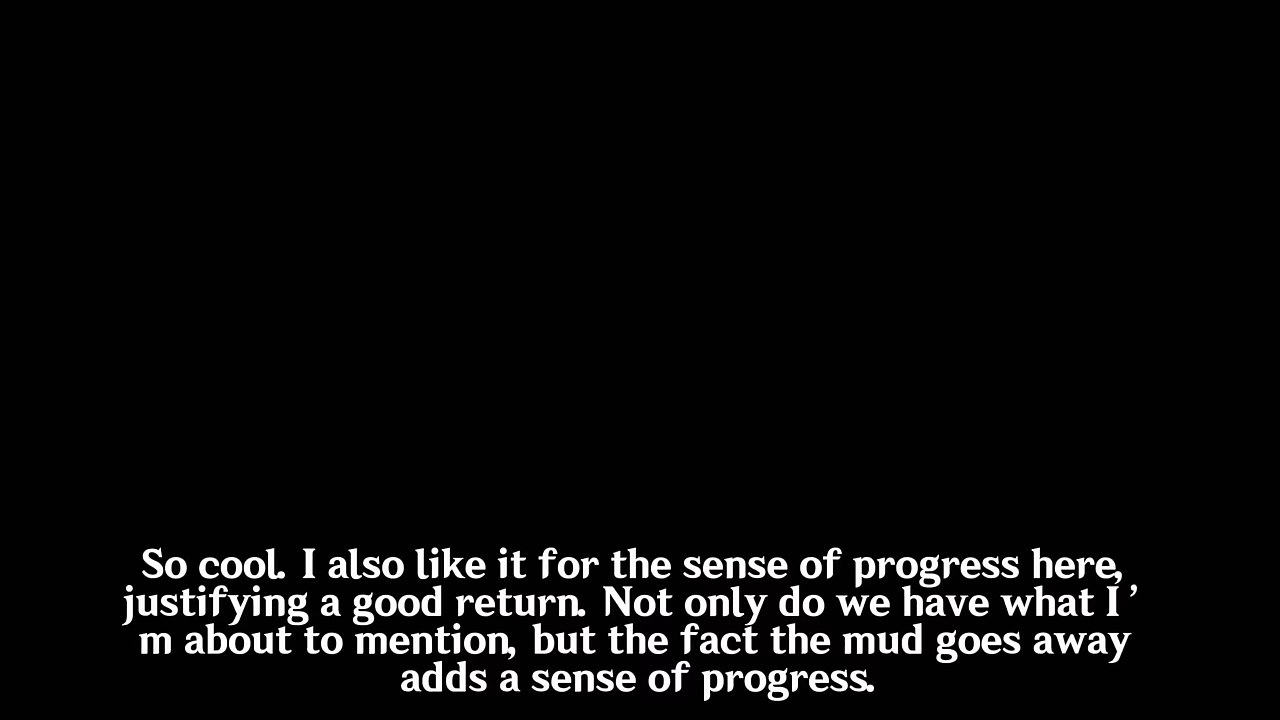 So cool. I also like it for the sense of progress here,
justifying a good return. Not only do we have what I’
m about to mention, but the fact the mud goes away
adds a sense of progress.